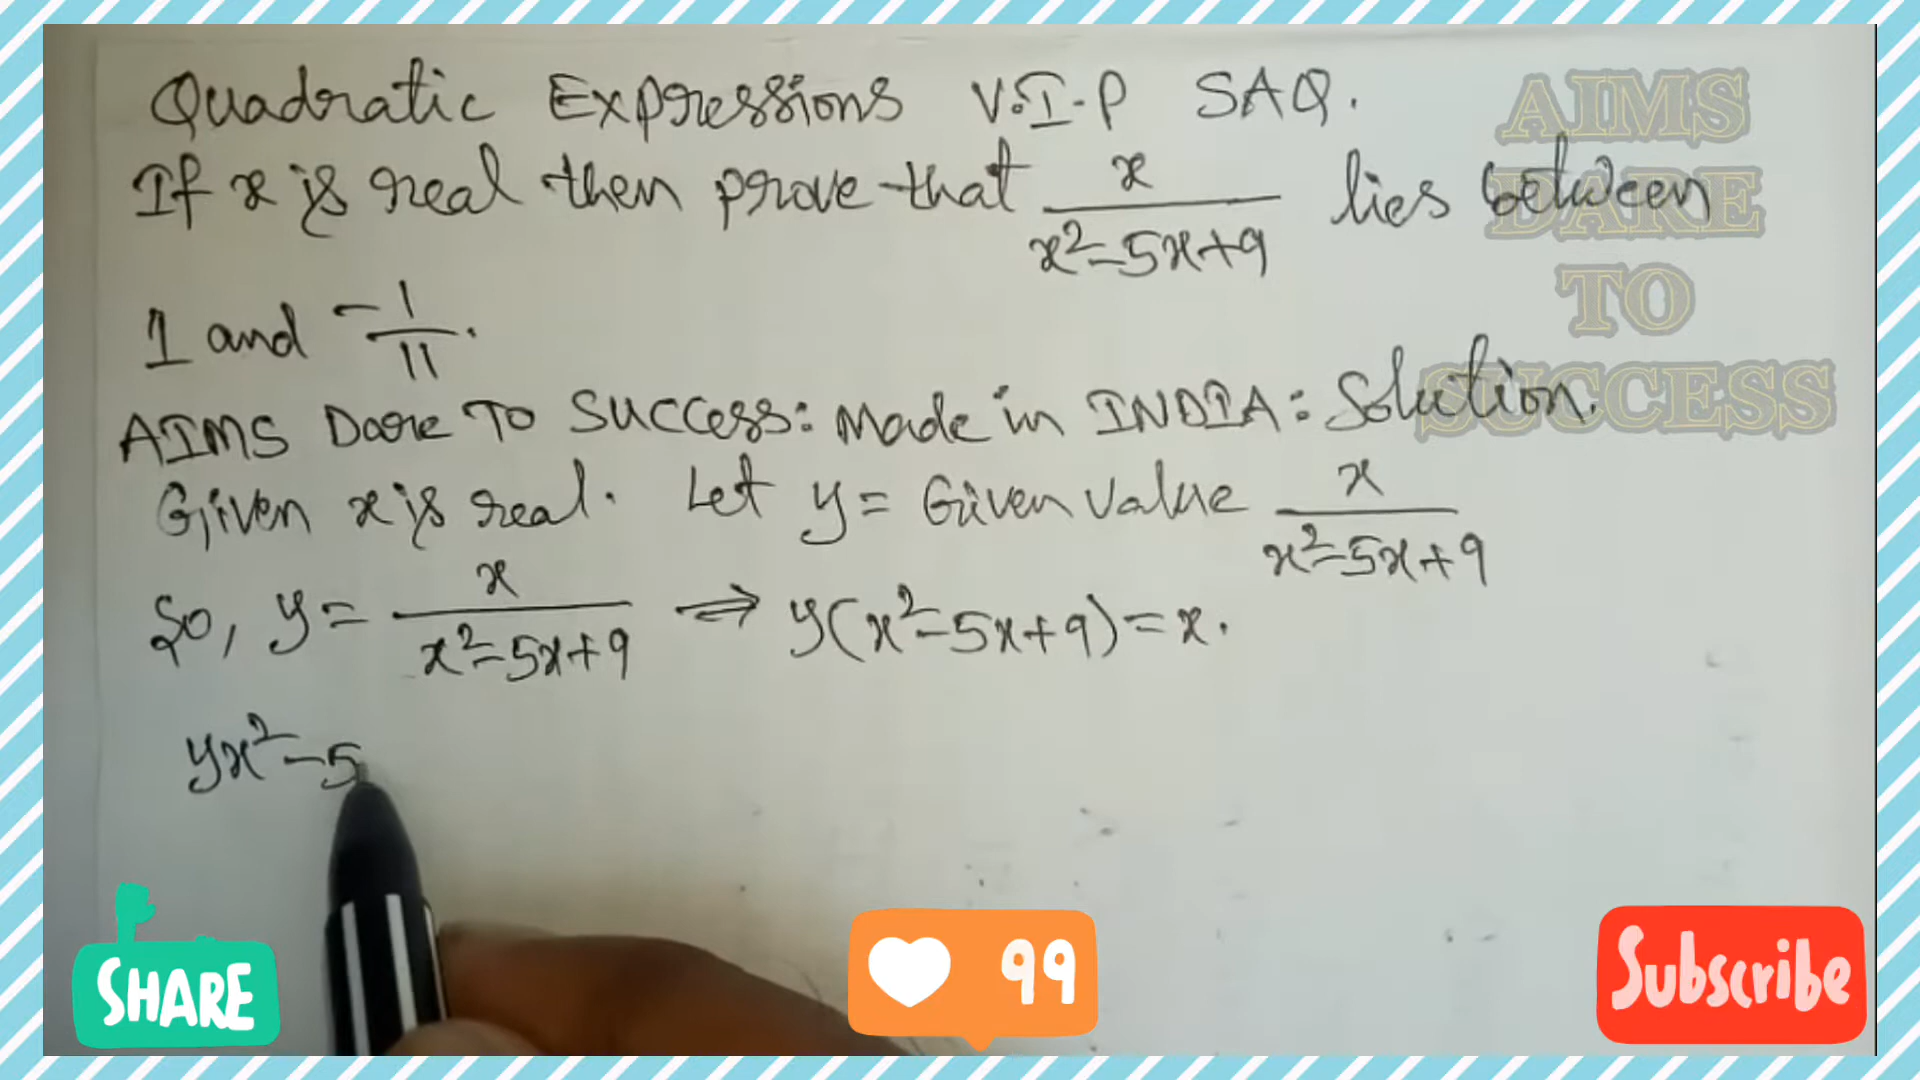 Quadratic Expressions V.I.P SAQ.
If x is real then prove that x/(x²-5x+9) lies between
1 and -1/11.
AIMS Dare To Success: Made in INDIA: Solution.
Given x is real. Let y = Given Value x/(x²-5x+9)
So, y = x/(x²-5x+9) ⇒ y(x²-5x+9) = x.
yx²-5
AIMS
DARE
TO
SUCCESS
SHARE
99
Subscribe